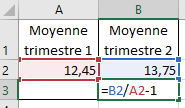 A B
1 Moyenne trimestre 1 Moyenne trimestre 2
2 12,45 13,75
3 =B2/A2-1